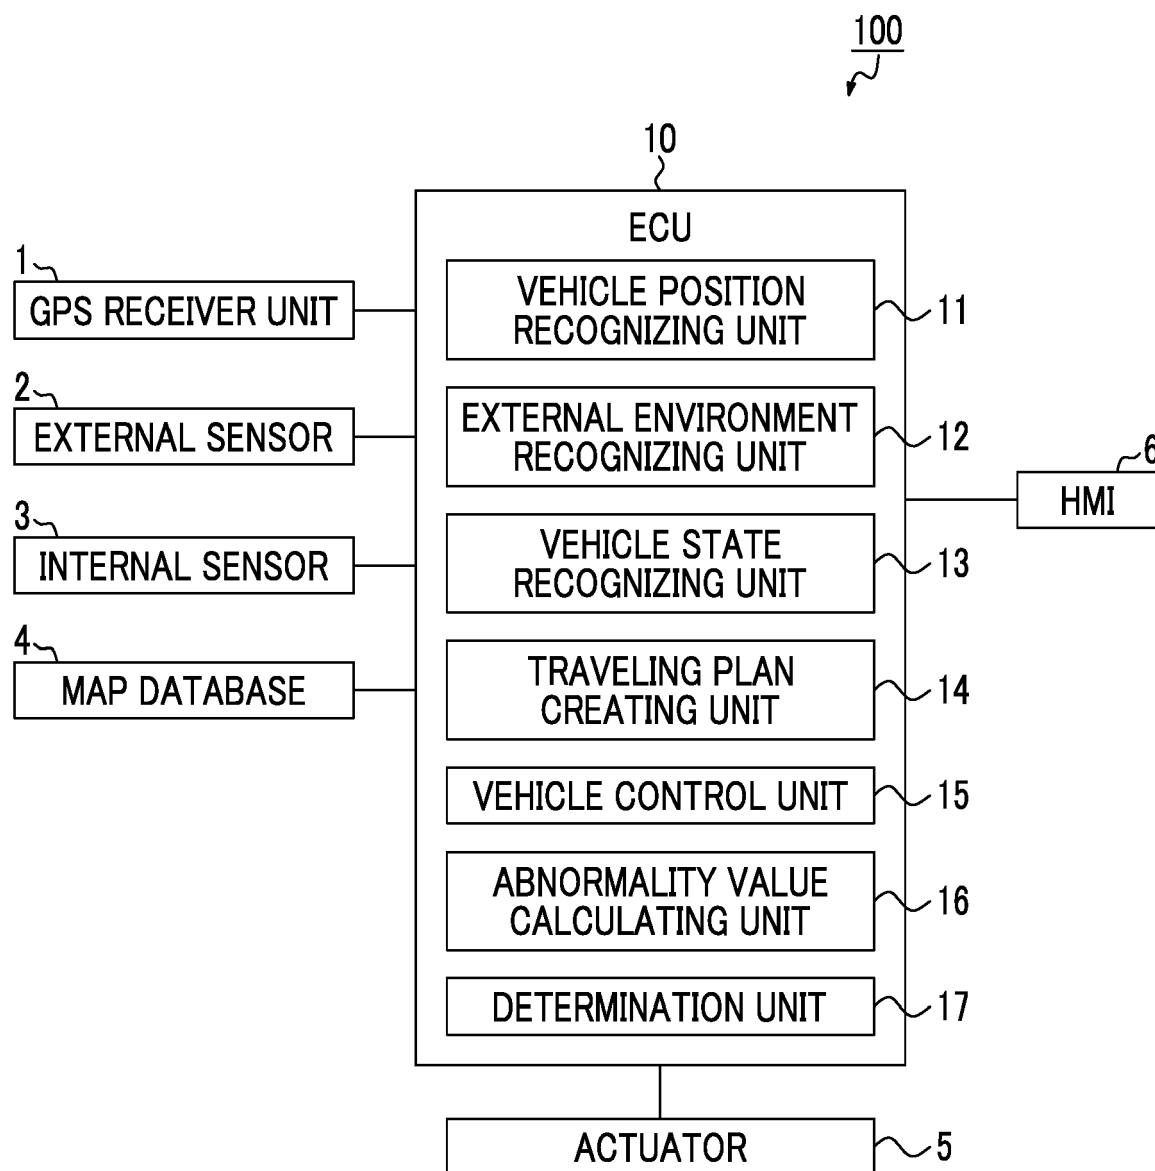 100
10
ECU
1
GPS RECEIVER UNIT
VEHICLE POSITION
RECOGNIZING UNIT
11
2
EXTERNAL SENSOR
EXTERNAL ENVIRONMENT
RECOGNIZING UNIT
12
6
HMI
3
INTERNAL SENSOR
VEHICLE STATE
RECOGNIZING UNIT
13
4
MAP DATABASE
TRAVELING PLAN
CREATING UNIT
14
VEHICLE CONTROL UNIT
15
ABNORMALITY VALUE
CALCULATING UNIT
16
DETERMINATION UNIT
17
ACTUATOR
5